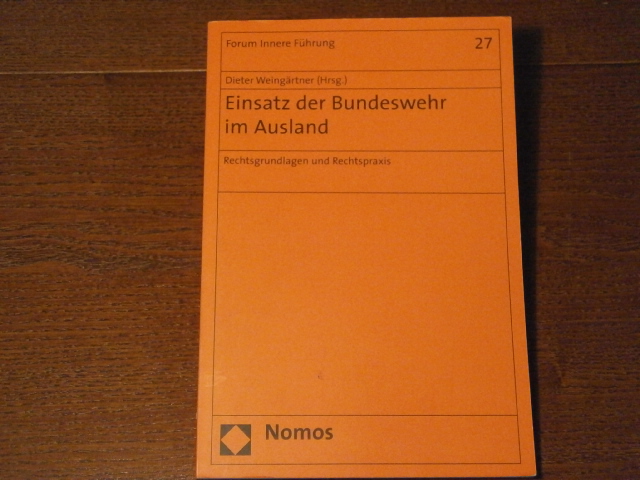 Forum Innere Führung 27
Dieter Weingärtner (Hrsg.)
Einsatz der Bundeswehr
im Ausland
Rechtsgrundlagen und Rechtspraxis
Nomos